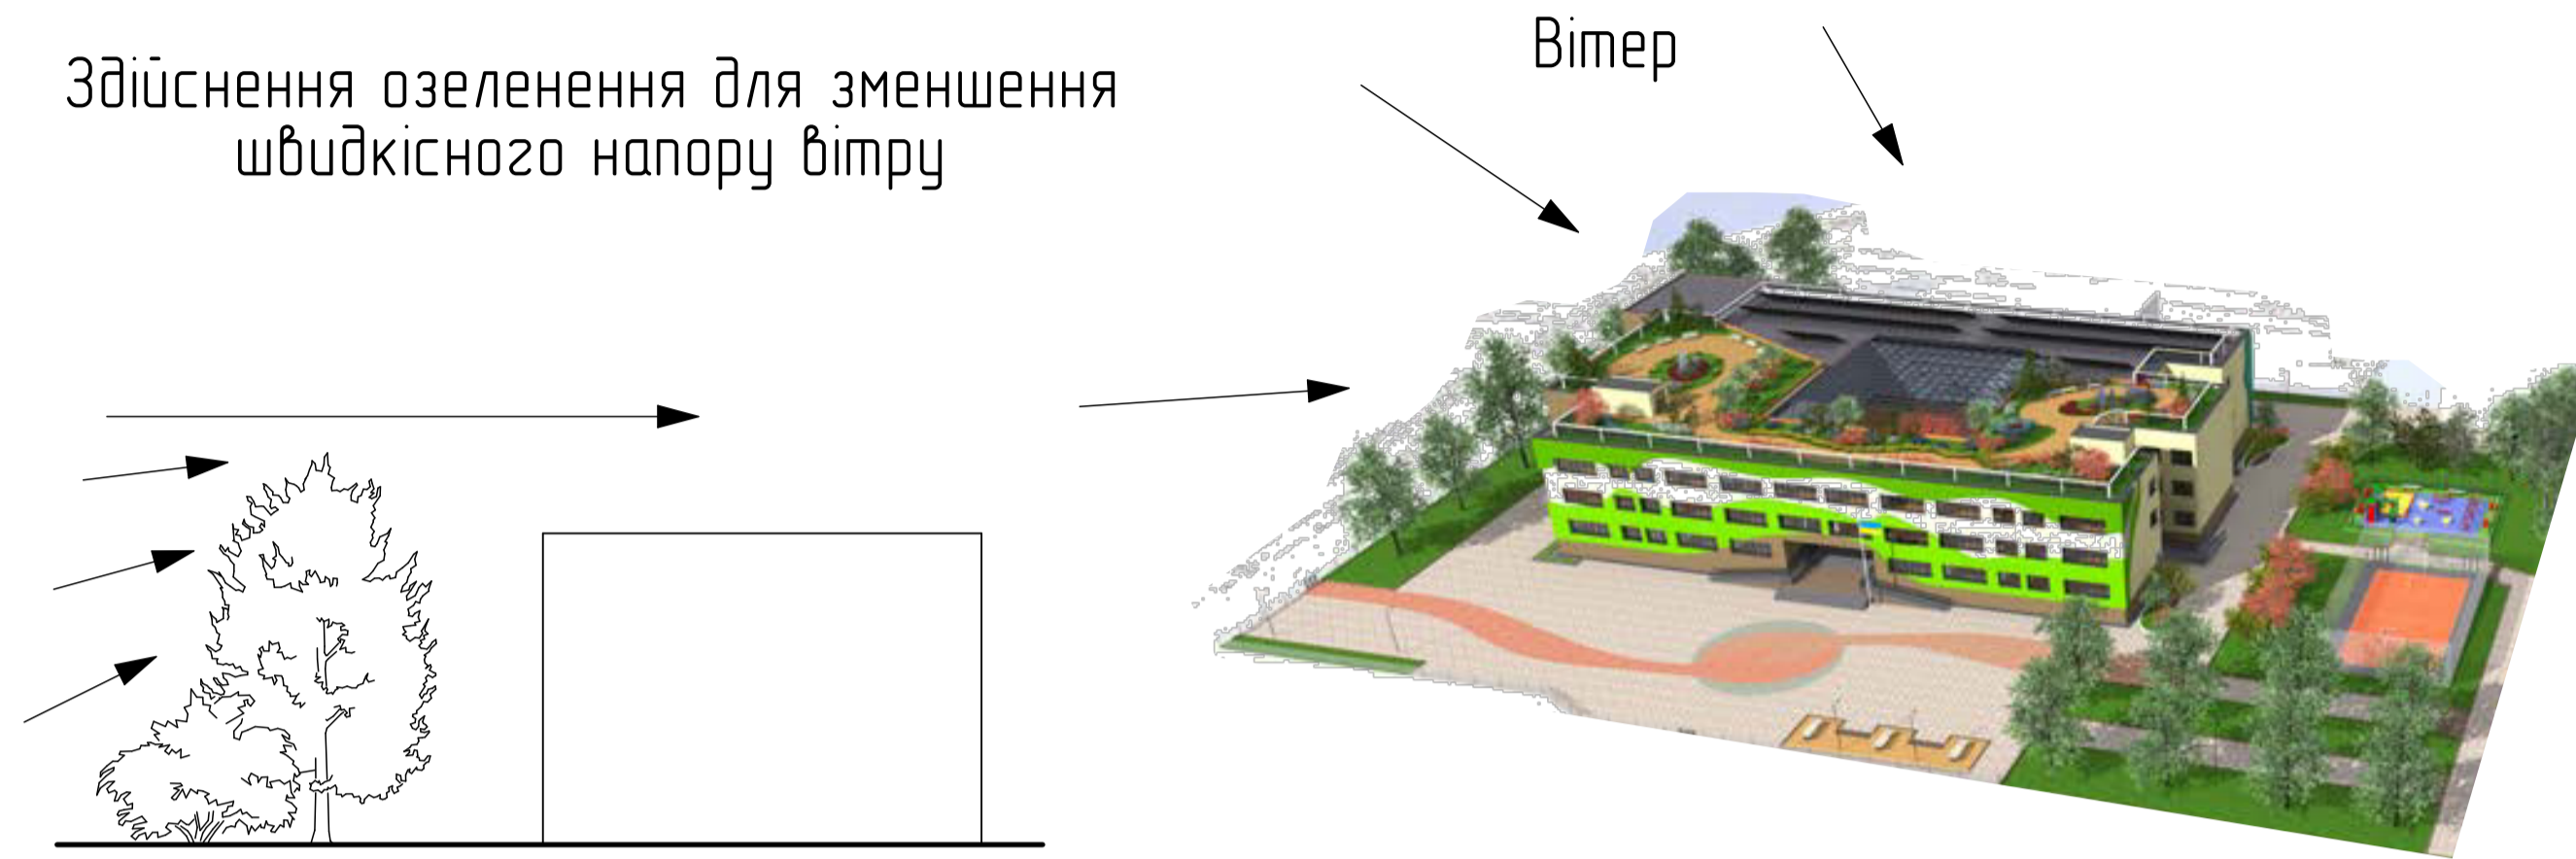 Здійснення озеленення для зменшення
швидкісного напору вітру
Вітер